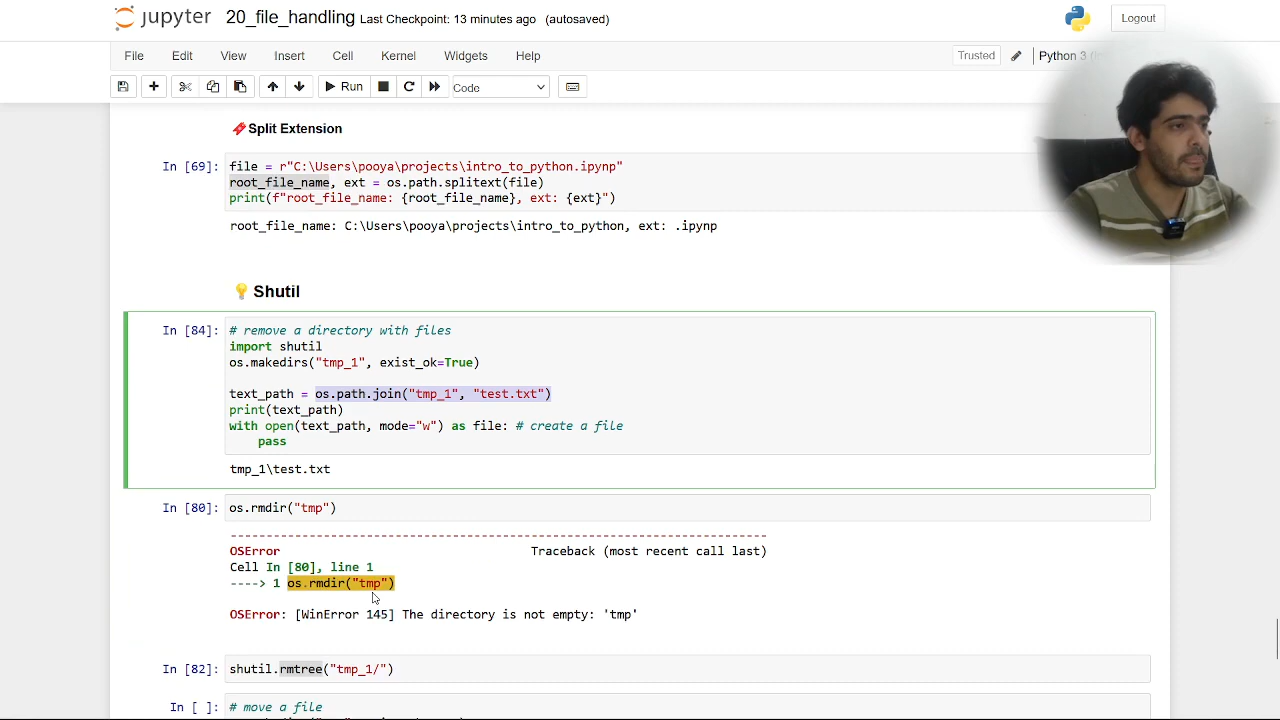 jupyter 20_file_handling Last Checkpoint: 13 minutes ago (autosaved) Logout
File Edit View Insert Cell Kernel Widgets Help Trusted Python 3
Run Code
Split Extension
In [69]: file = r"C:\Users\pooya\projects\intro_to_python.ipynp"
root_file_name, ext = os.path.splitext(file)
print(f"root_file_name: {root_file_name}, ext: {ext}")
root_file_name: C:\Users\pooya\projects\intro_to_python, ext: .ipynp
Shutil
In [84]: # remove a directory with files
import shutil
os.makedirs("tmp_1", exist_ok=True)
text_path = os.path.join("tmp_1", "test.txt")
print(text_path)
with open(text_path, mode="w") as file: # create a file
pass
tmp_1\test.txt
In [80]: os.rmdir("tmp")
---------------------------------------------------------------------------
OSError Traceback (most recent call last)
Cell In [80], line 1
----> 1 os.rmdir("tmp")
OSError: [WinError 145] The directory is not empty: 'tmp'
In [82]: shutil.rmtree("tmp_1/")
In [ ]: # move a file